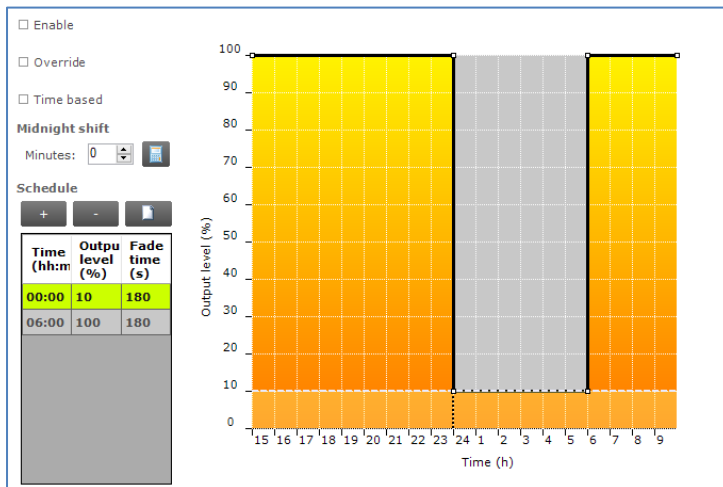 Enable
Override
Time based
Midnight shift
Minutes: 0
Schedule
+ -
Time (hh:m Outpu level (%) Fade time (s)
00:00 10 180
06:00 100 180
Output level (%)
100
90
80
70
60
50
40
30
20
10
0
15 16 17 18 19 20 21 22 23 24 1 2 3 4 5 6 7 8 9
Time (h)